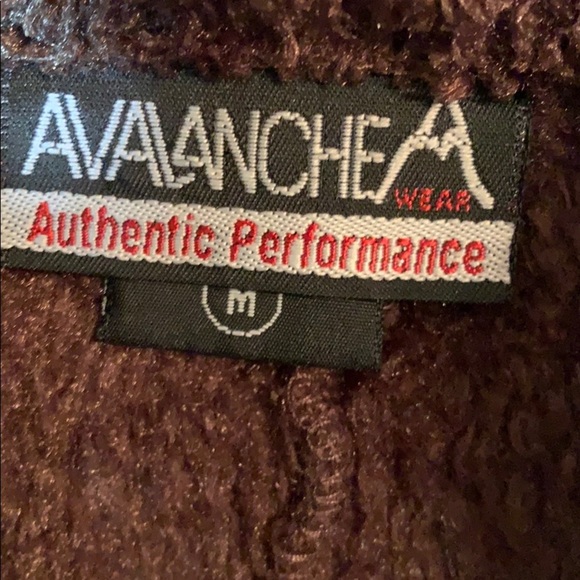 AVALANCHE
WEAR
Authentic Performance
M